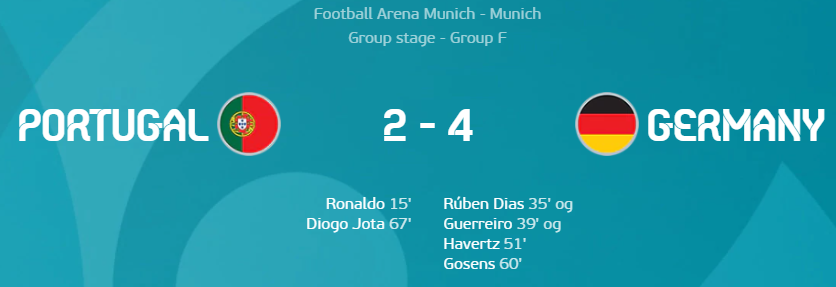 Football Arena Munich - Munich
Group stage - Group F
PORTUGAL 2 - 4 GERMANY
Ronaldo 15' Rúben Dias 35' og
Diogo Jota 67' Guerreiro 39' og
Havertz 51'
Gosens 60'